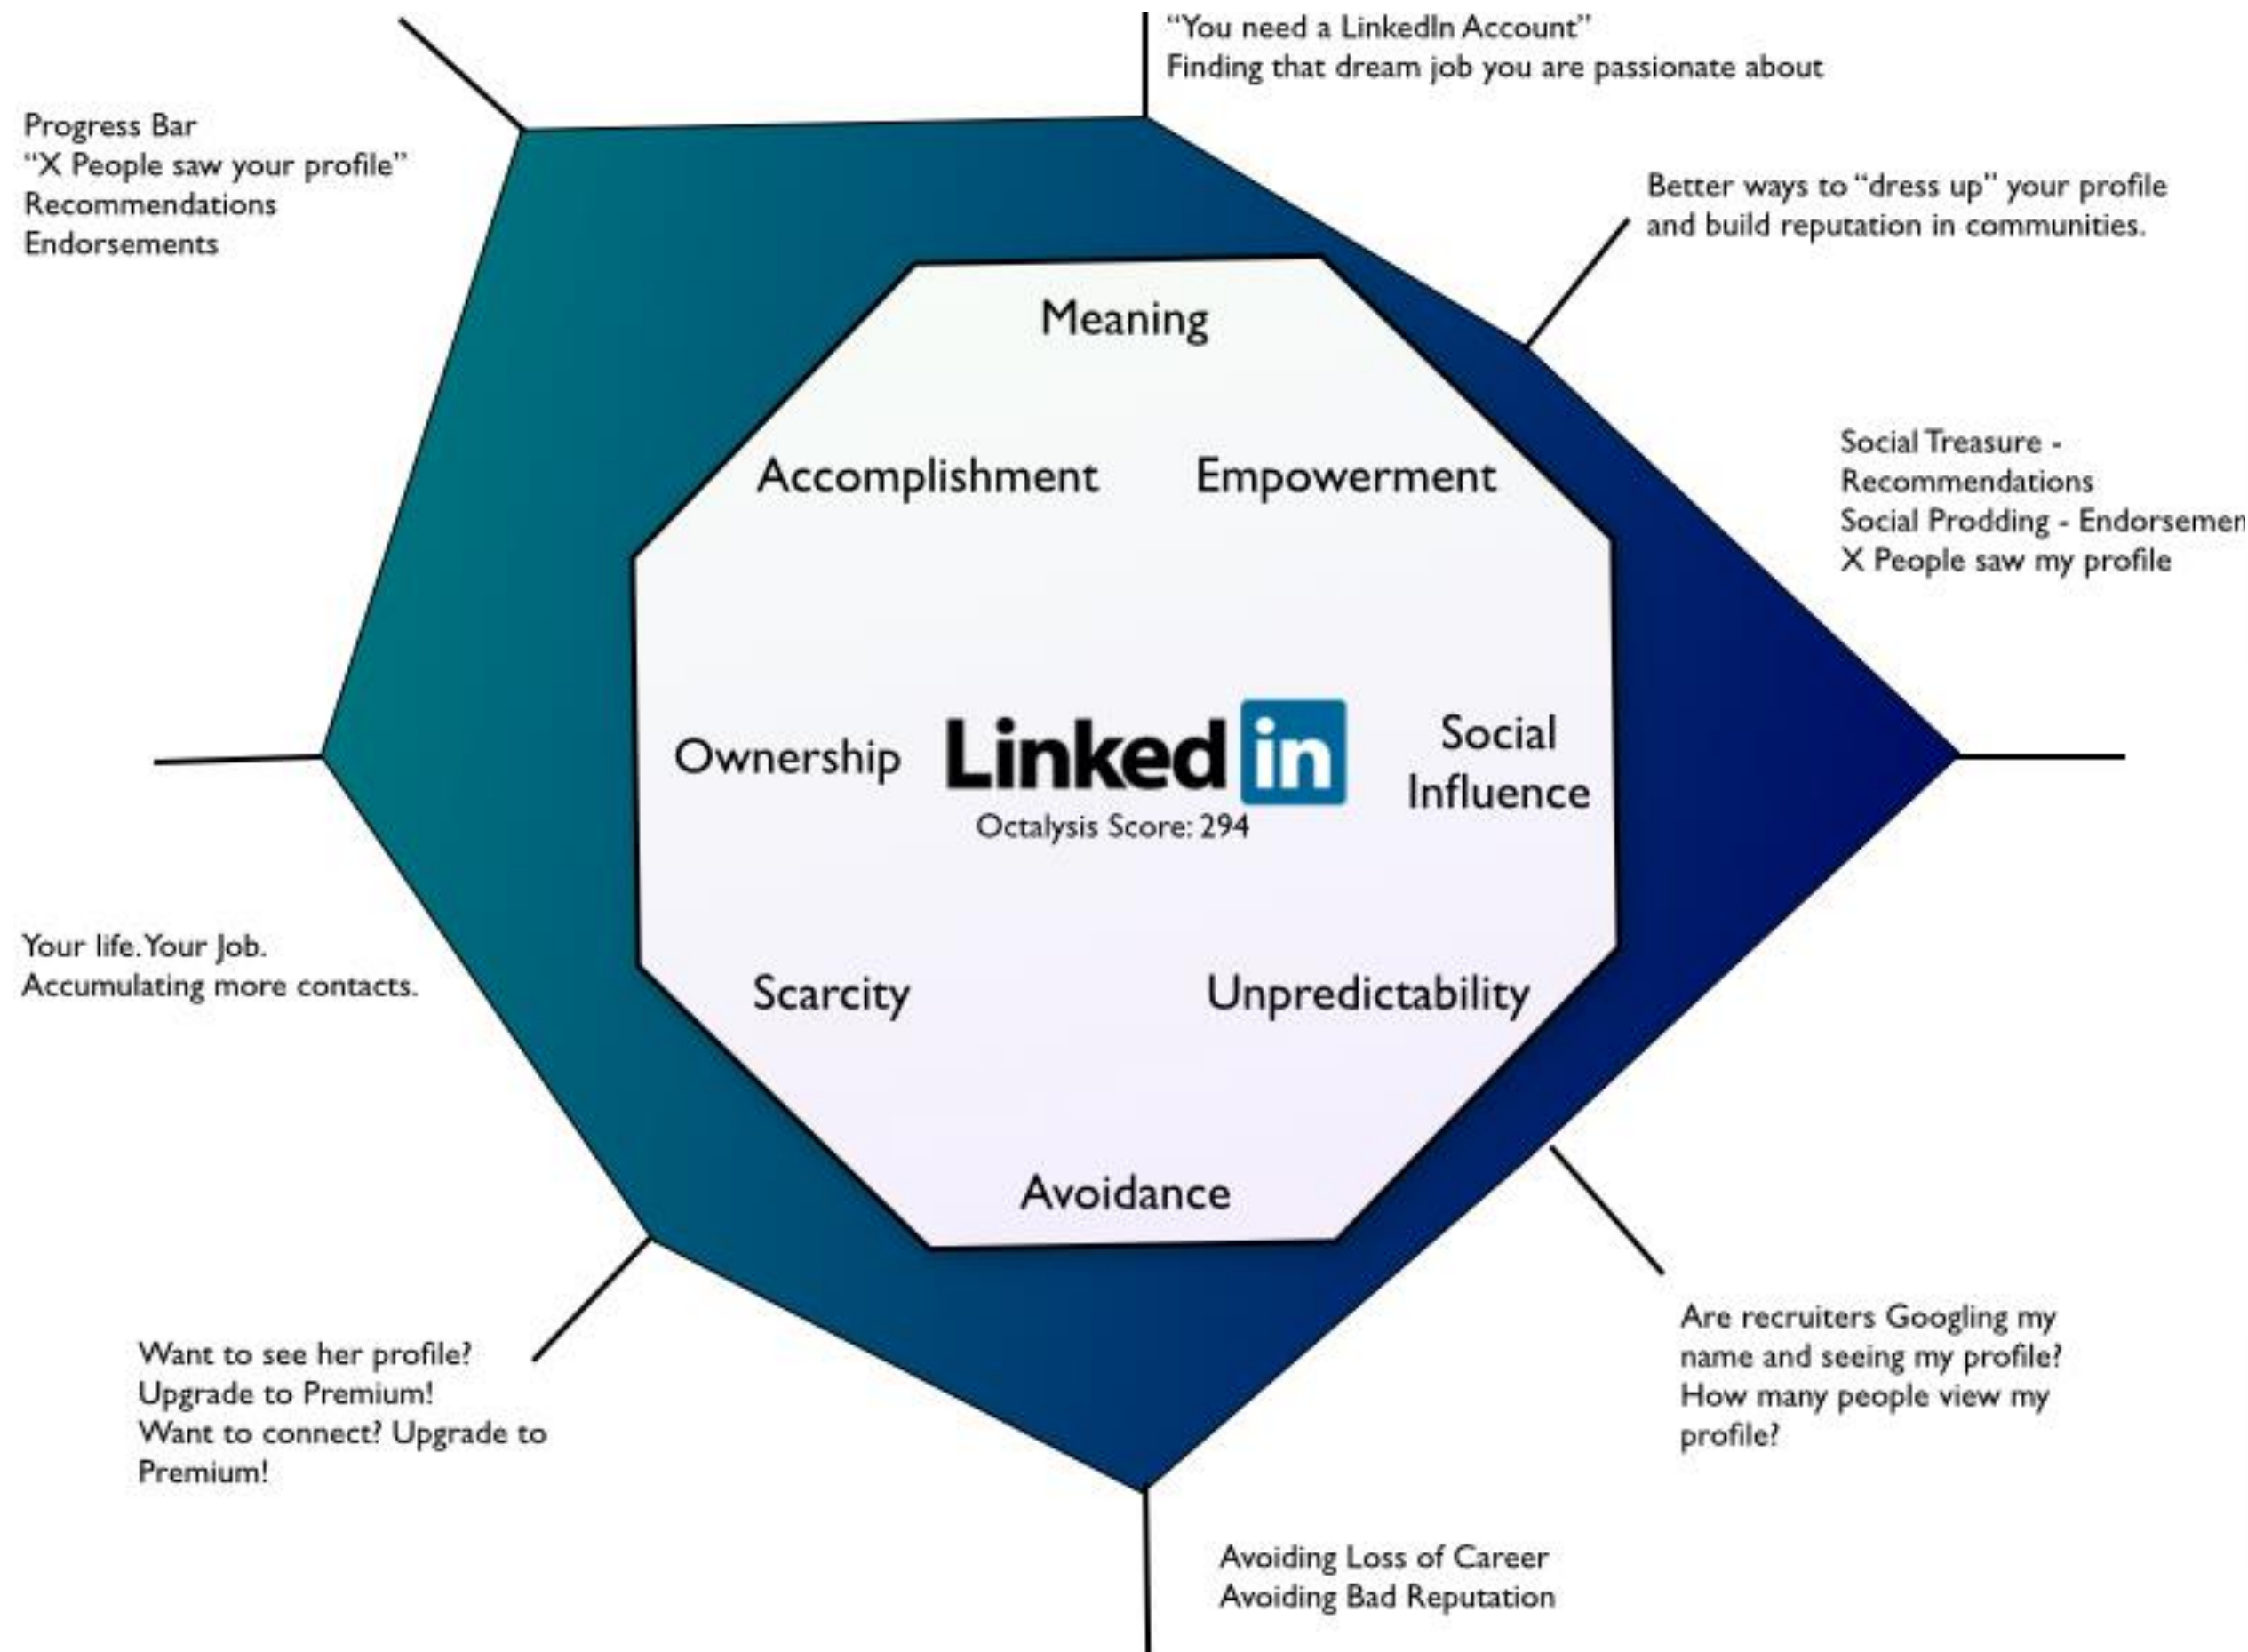 “You need a LinkedIn Account”
Finding that dream job you are passionate about
Progress Bar
“X People saw your profile”
Recommendations
Endorsements
Better ways to “dress up” your profile
and build reputation in communities.
Meaning
Accomplishment
Empowerment
Social Treasure -
Recommendations
Social Prodding - Endorsemen
X People saw my profile
Ownership
Linked in
Octalysis Score: 294
Social
Influence
Your life. Your Job.
Accumulating more contacts.
Scarcity
Unpredictability
Avoidance
Want to see her profile?
Upgrade to Premium!
Want to connect? Upgrade to
Premium!
Are recruiters Googling my
name and seeing my profile?
How many people view my
profile?
Avoiding Loss of Career
Avoiding Bad Reputation